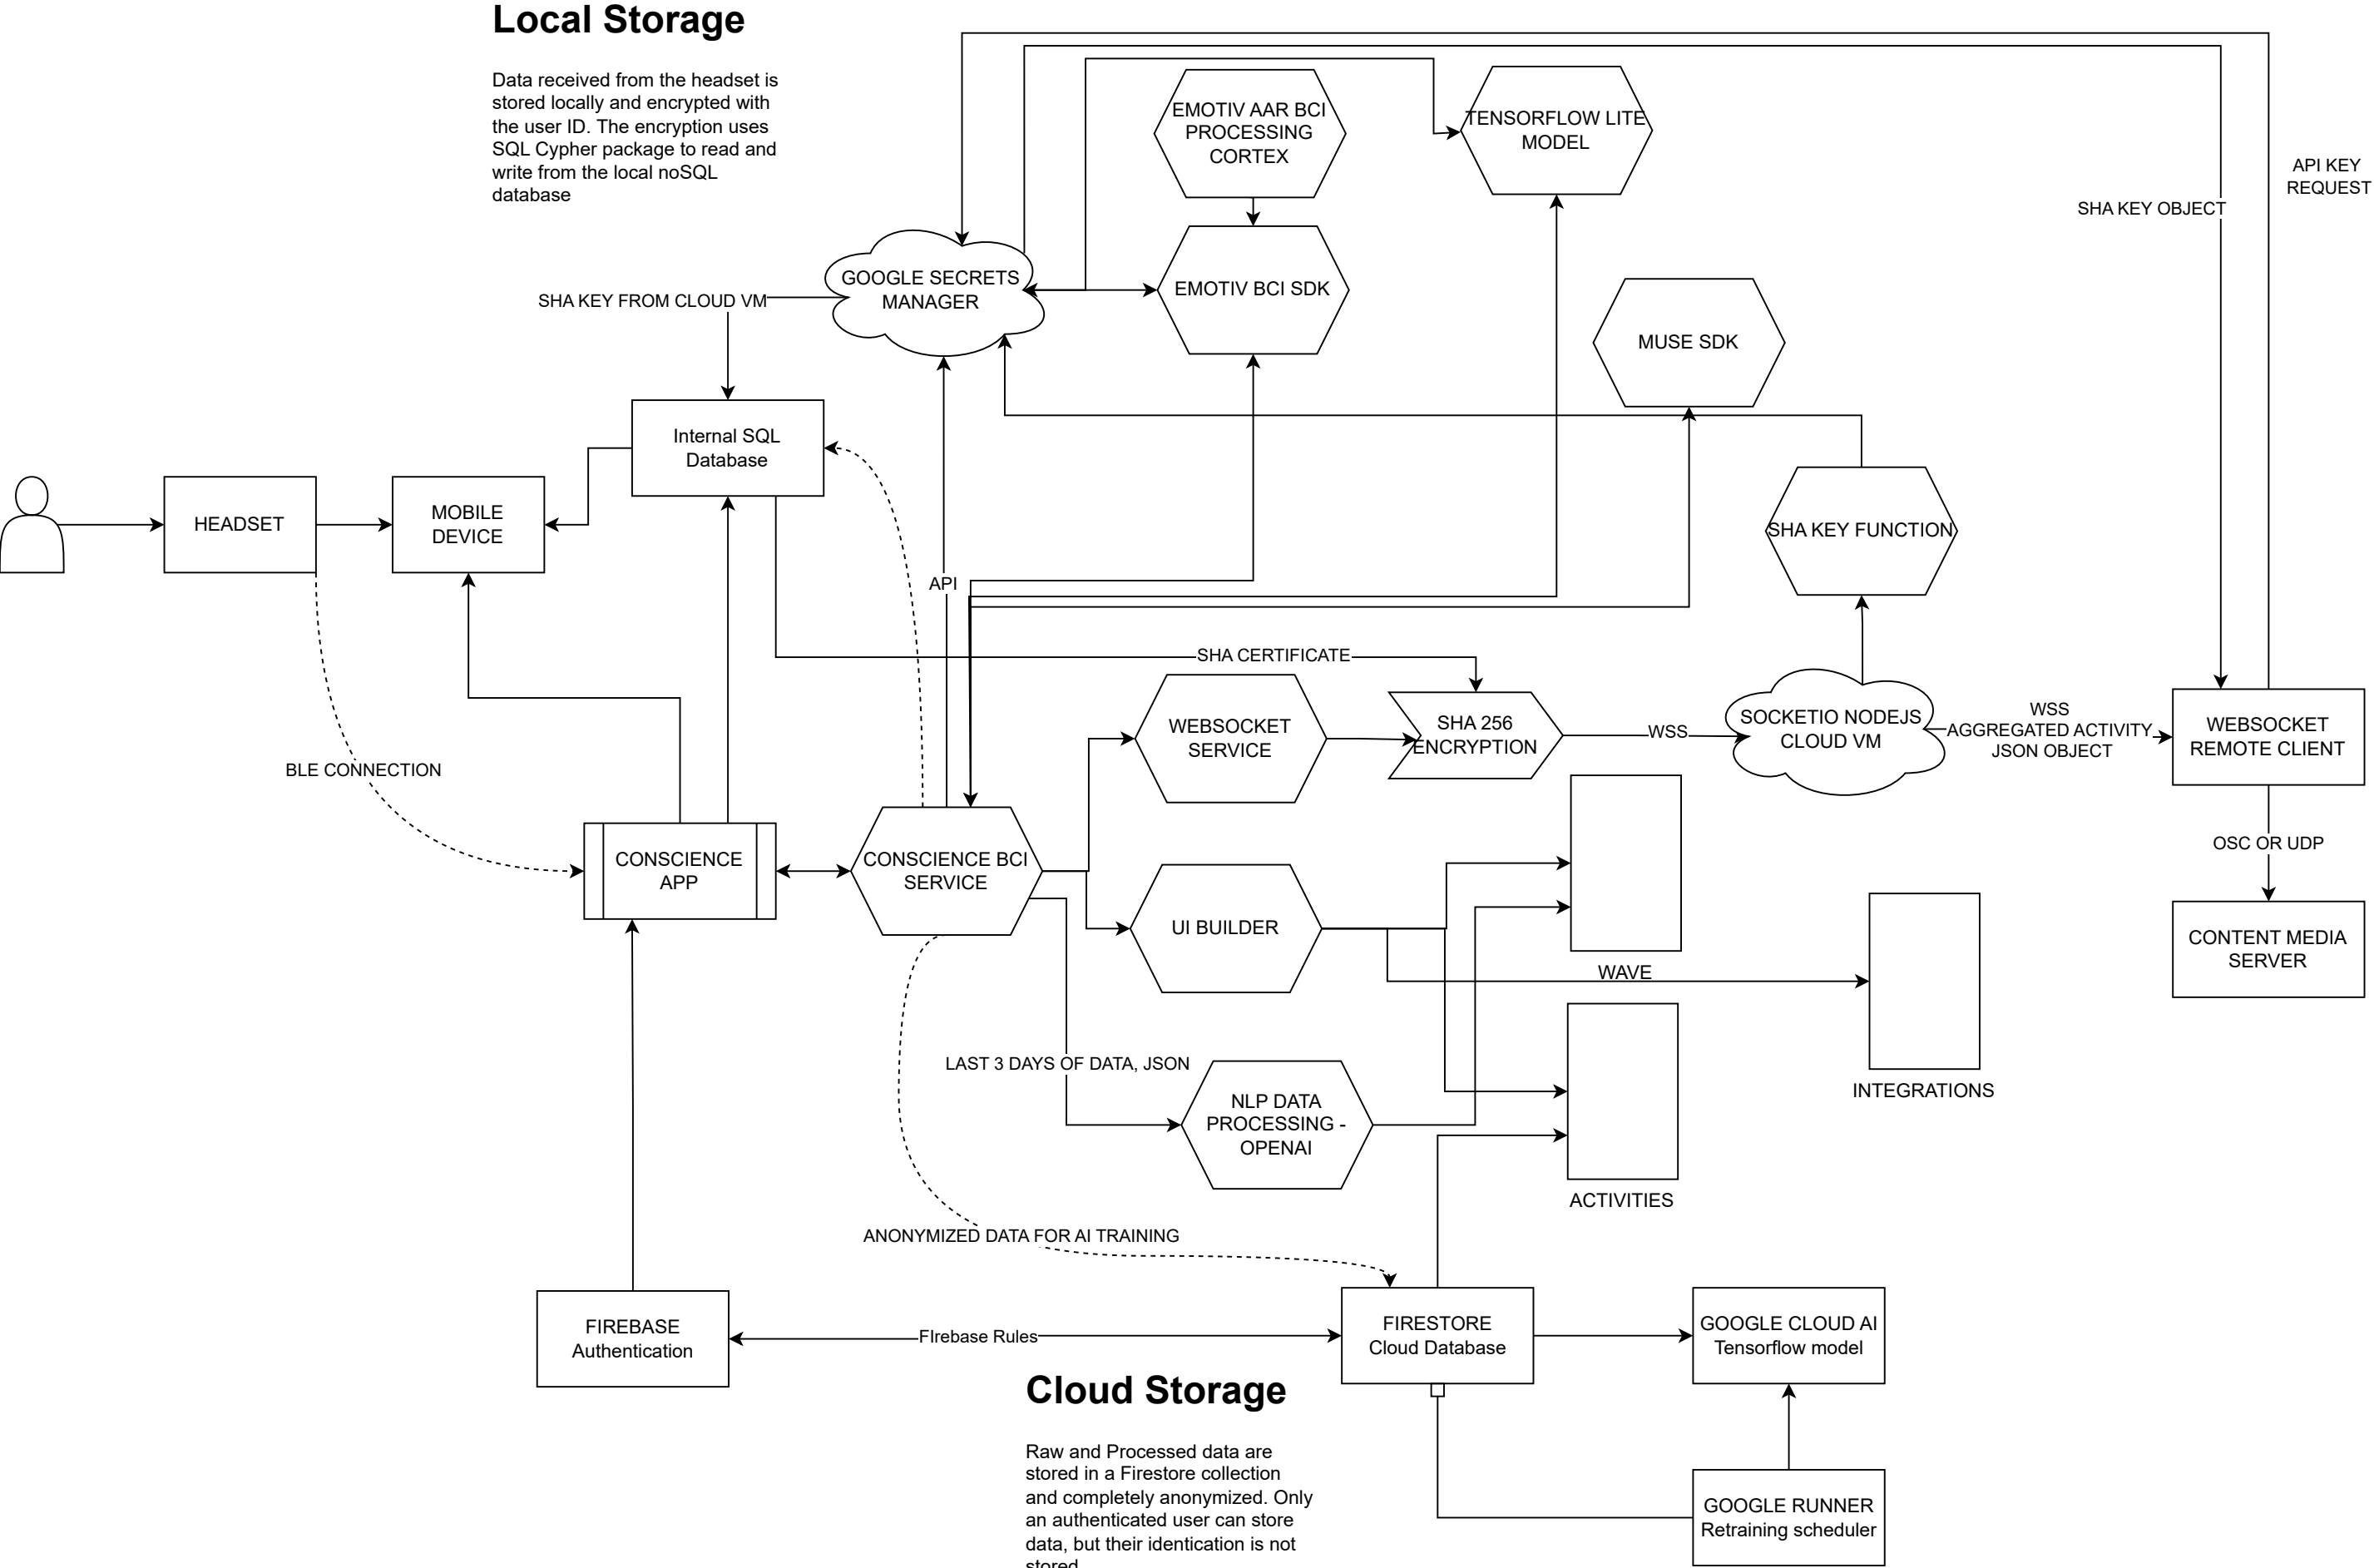 Local Storage
Data received from the headset is
stored locally and encrypted with
the user ID. The encryption uses
SQL Cypher package to read and
write from the local noSQL
database
EMOTIV AAR BCI
PROCESSING
CORTEX
TENSORFLOW LITE
MODEL
API KEY
REQUEST
SHA KEY OBJECT
GOOGLE SECRETS
MANAGER
EMOTIV BCI SDK
SHA KEY FROM CLOUD VM
MUSE SDK
Internal SQL
Database
HEADSET
MOBILE
DEVICE
SHA KEY FUNCTION
API
SHA CERTIFICATE
WEBSOCKET
SERVICE
SHA 256
ENCRYPTION
WSS
SOCKETIO NODEJS
CLOUD VM
WSS
AGGREGATED ACTIVITY
JSON OBJECT
WEBSOCKET
REMOTE CLIENT
BLE CONNECTION
OSC OR UDP
CONSCIENCE
APP
CONSCIENCE BCI
SERVICE
UI BUILDER
CONTENT MEDIA
SERVER
WAVE
LAST 3 DAYS OF DATA, JSON
INTEGRATIONS
NLP DATA
PROCESSING -
OPENAI
ACTIVITIES
ANONYMIZED DATA FOR AI TRAINING
FIREBASE
Authentication
FIrebase Rules
FIRESTORE
Cloud Database
GOOGLE CLOUD AI
Tensorflow model
Cloud Storage
Raw and Processed data are
stored in a Firestore collection
and completely anonymized. Only
an authenticated user can store
data, but their identication is not
stored
GOOGLE RUNNER
Retraining scheduler